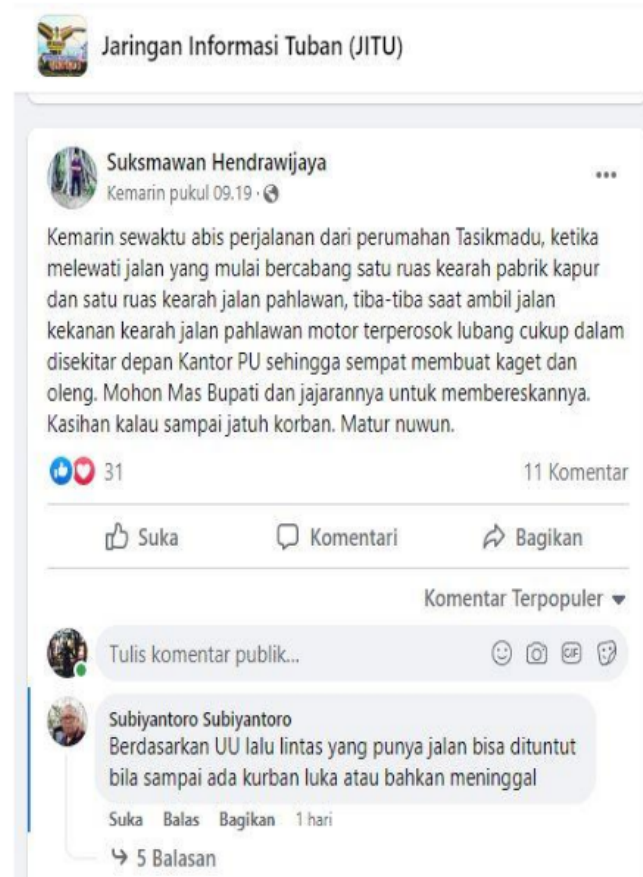 Jaringan Informasi Tuban (JITU)
Suksmawan Hendrawijaya
Kemarin pukul 09.19 ·
Kemarin sewaktu abis perjalanan dari perumahan Tasikmadu, ketika
melewati jalan yang mulai bercabang satu ruas kearah pabrik kapur
dan satu ruas kearah jalan pahlawan, tiba-tiba saat ambil jalan
kekanan kearah jalan pahlawan motor terperosok lubang cukup dalam
disekitar depan Kantor PU sehingga sempat membuat kaget dan
oleng. Mohon Mas Bupati dan jajarannya untuk membereskannya.
Kasihan kalau sampai jatuh korban. Matur nuwun.
31 11 Komentar
Suka Komentari Bagikan
Komentar Terpopuler
Tulis komentar publik... GIF
Subiyantoro Subiyantoro
Berdasarkan UU lalu lintas yang punya jalan bisa dituntut
bila sampai ada kurban luka atau bahkan meninggal
Suka Balas Bagikan 1 hari
5 Balasan